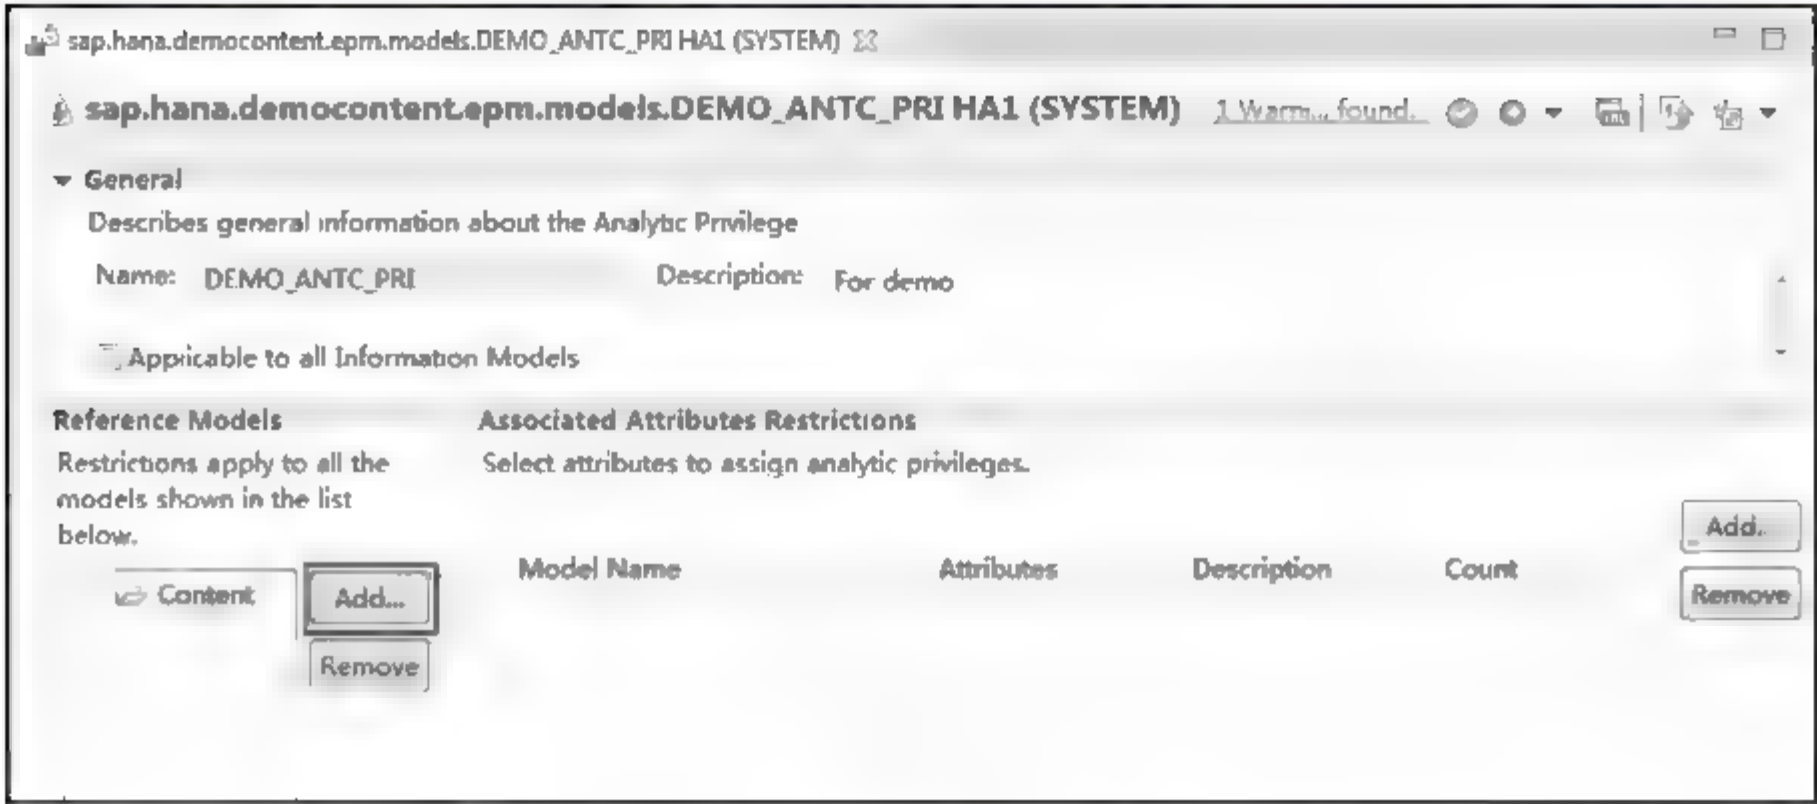 sap.hana.democontent.epm.models.DEMO_ANTC_PRI HA1 (SYSTEM)
sap.hana.democontent.epm.models.DEMO_ANTC_PRI HA1 (SYSTEM) 1 Warn... found.
General
Describes general information about the Analytic Privilege
Name: DEMO_ANTC_PRI Description: For demo
Applicable to all Information Models
Reference Models Associated Attributes Restrictions
Restrictions apply to all the Select attributes to assign analytic privileges.
models shown in the list
below.
Add..
Model Name Attributes Description Count
Content Add... Remove
Remove